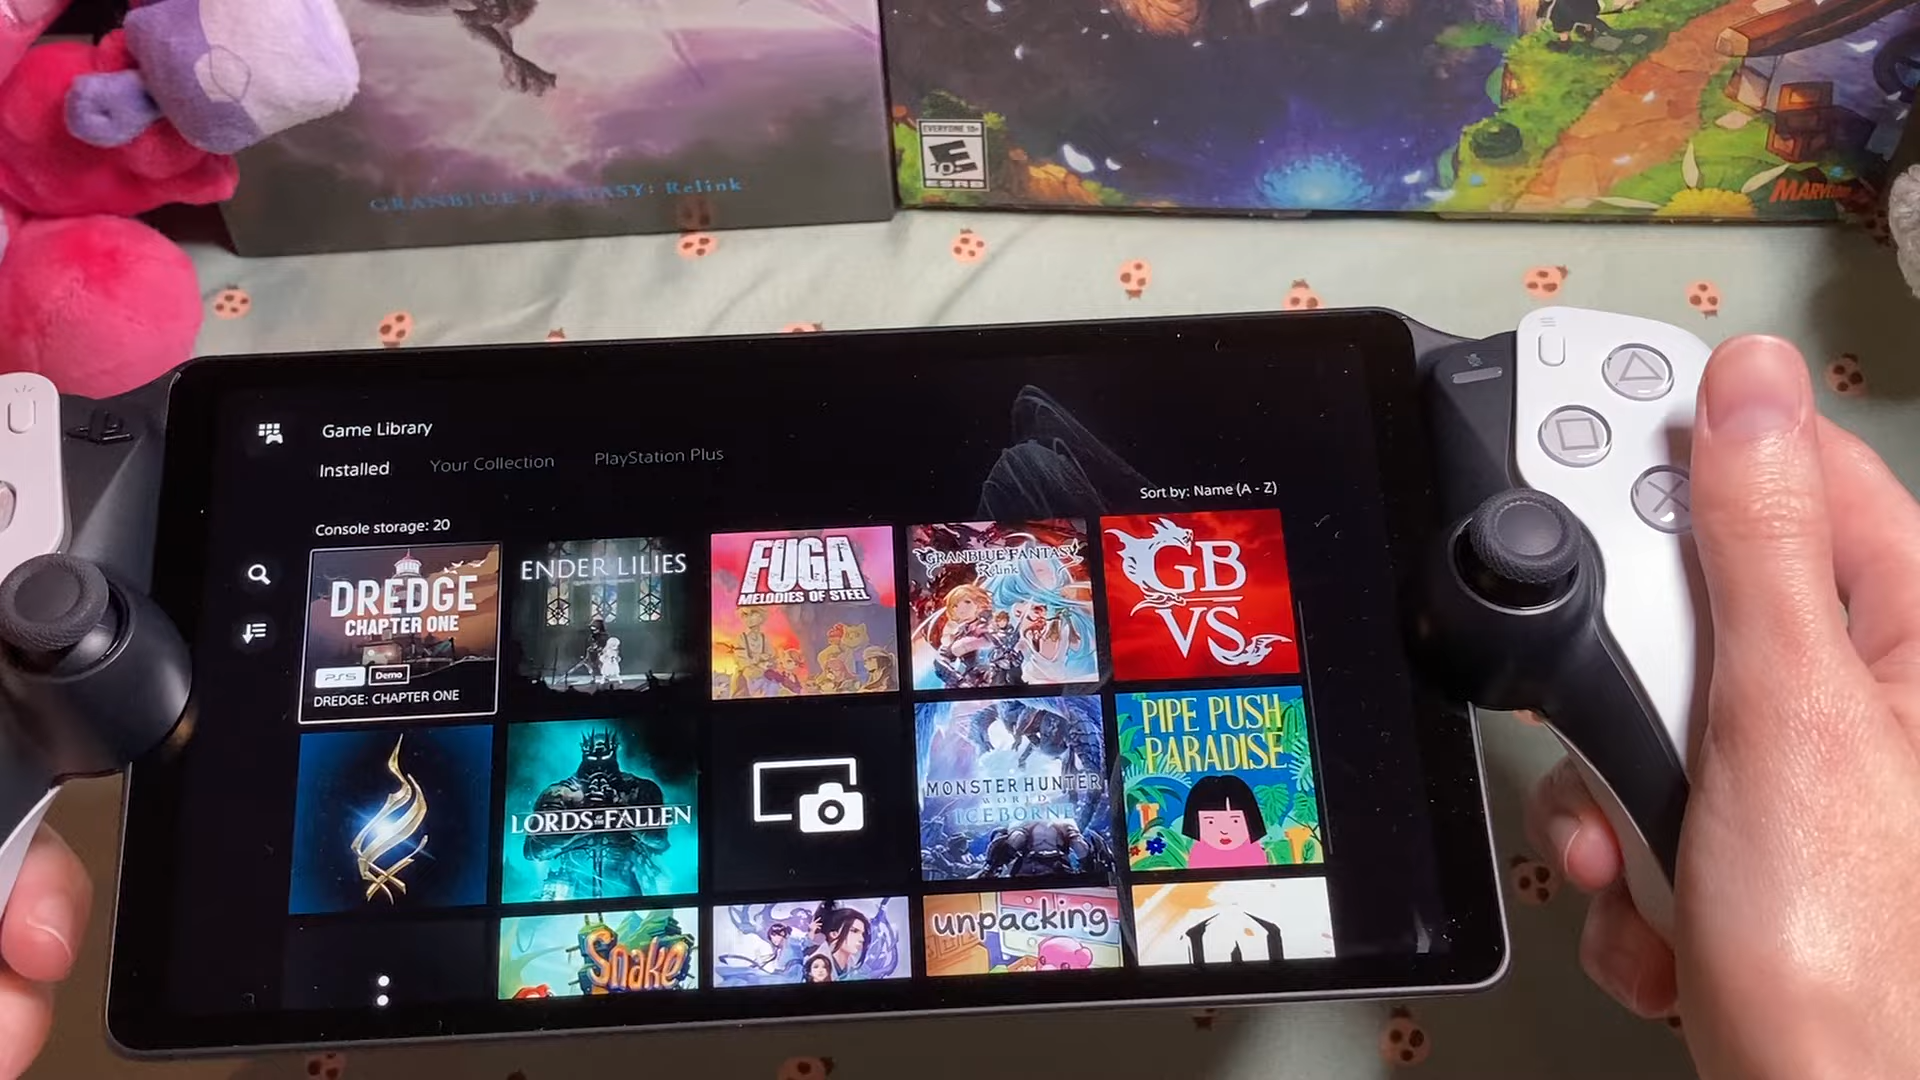 GRANBLUE FANTASY: Relink
EVERYONE 10+
E
10+
ESRB
MARVELOUS
Game Library
Installed
Your Collection
PlayStation Plus
Sort by: Name (A - Z)
Console storage: 20
DREDGE
CHAPTER ONE
PS5
Demo
DREDGE: CHAPTER ONE
ENDER LILIES
FUGA
MELODIES OF STEEL
GRANBLUE FANTASY
Relink
GB
VS
LORDS OF THE FALLEN
MONSTER HUNTER
WORLD
ICEBORNE
PIPE PUSH
PARADISE
Snake
unpacking